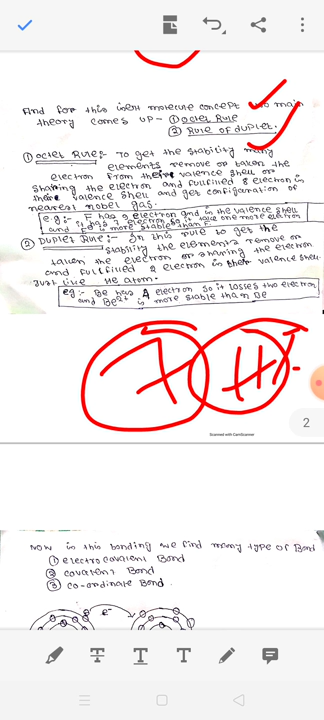 And for this inert molecule concept two main
theory comes up - ① Octet Rule
② Rule of duplet.
① Octet Rule:- To get the stability many
elements remove or taken the
electron from their valence shell or
sharing the electron and fulfilled 8 electron in
there valence shell and get configuration of
nearest nobel gas.
e.g:- F has 9 electron and in the valence shell
it has 7 electron so it take one more electron
and F⊖ is more stable than F.
② Duplet Rule:- In this rule to get the
stability the elements remove or
taken the electron or sharing the electron
and fulfilled 2 electron in their valence shell
Just like He atom.
eg:- Be has 4 electron so it losses two electron
and Be²⁺ is more stable than Be
7
H
2
Scanned with CamScanner
NOW in this bonding we find many type of Bond
① electro covalent Bond
② covalent Bond
③ co-ordinate Bond.
e⁻
T
T
T